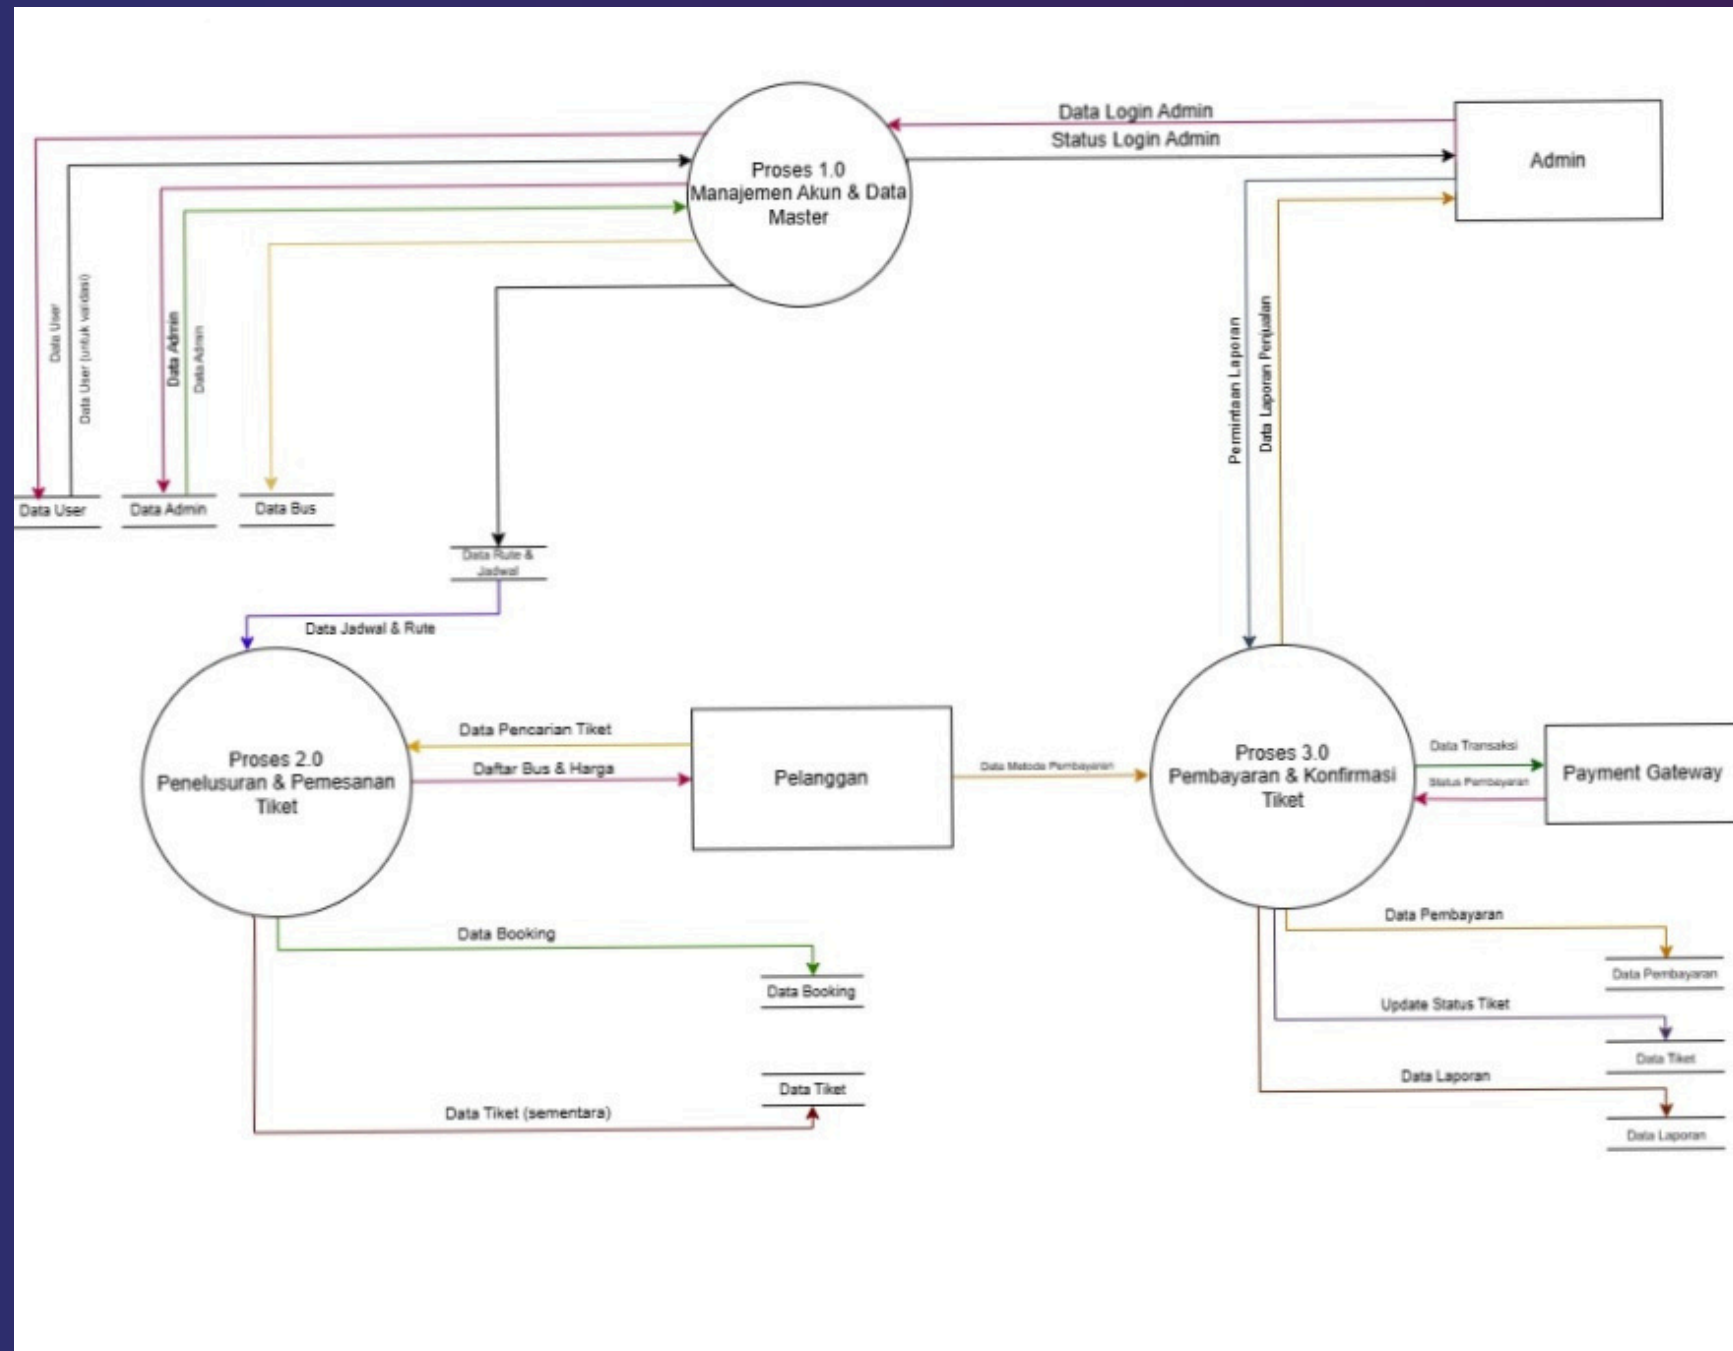 Data Login Admin
Status Login Admin
Admin
Proses 1.0
Manajemen Akun & Data
Master
Data User
Data User (untuk validasi)
Data Admin
Data Admin
Permintaan Laporan
Data Laporan Penjualan
Data User
Data Admin
Data Bus
Data Rute &
Jadwal
Data Jadwal & Rute
Proses 2.0
Penelusuran & Pemesanan
Tiket
Data Pencarian Tiket
Daftar Bus & Harga
Pelanggan
Data Metode Pembayaran
Proses 3.0
Pembayaran & Konfirmasi
Tiket
Data Transaksi
Status Pembayaran
Payment Gateway
Data Booking
Data Booking
Data Tiket
Data Tiket (sementara)
Data Pembayaran
Data Pembayaran
Update Status Tiket
Data Tiket
Data Laporan
Data Laporan